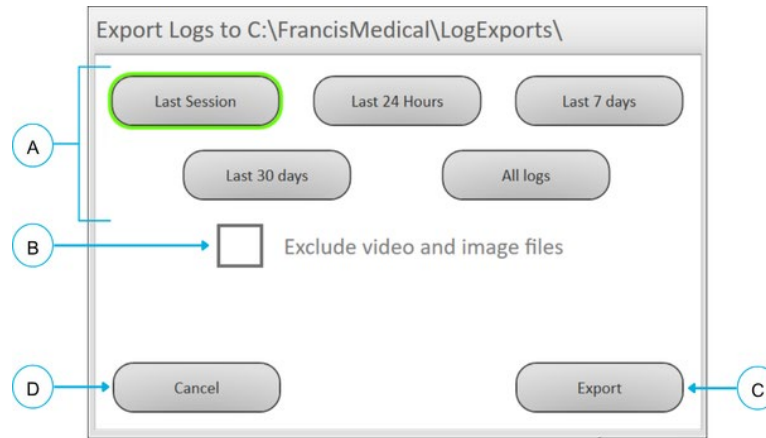 Export Logs to C:\FrancisMedical\LogExports\
Last Session Last 24 Hours Last 7 days
A
Last 30 days All logs
B Exclude video and image files
D Cancel Export C